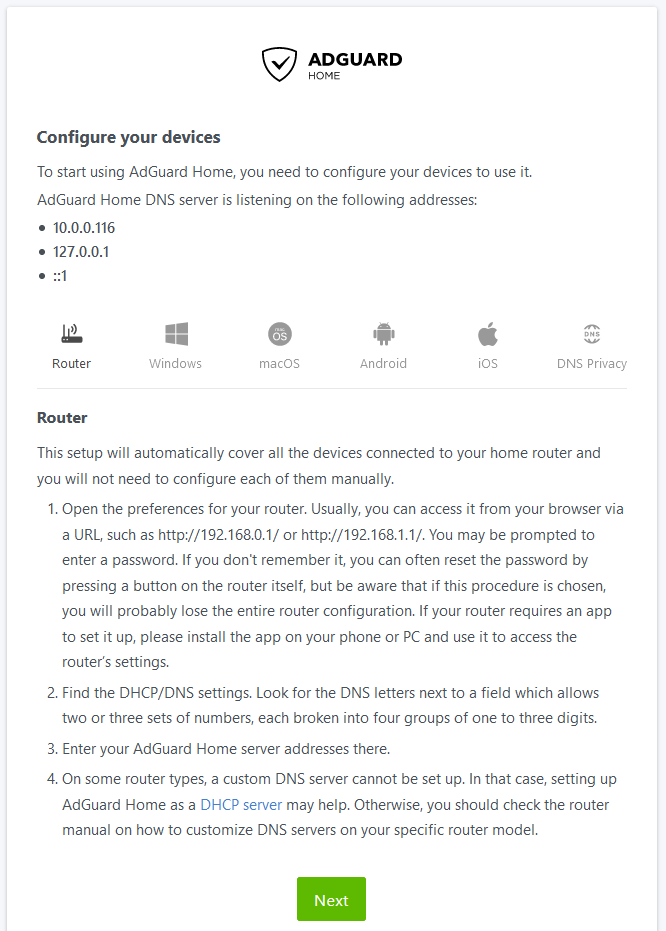 ADGUARD
HOME
Configure your devices
To start using AdGuard Home, you need to configure your devices to use it.
AdGuard Home DNS server is listening on the following addresses:
• 10.0.0.116
• 127.0.0.1
• ::1
Router Windows macOS Android iOS DNS Privacy
Router
This setup will automatically cover all the devices connected to your home router and
you will not need to configure each of them manually.
1. Open the preferences for your router. Usually, you can access it from your browser via
a URL, such as http://192.168.0.1/ or http://192.168.1.1/. You may be prompted to
enter a password. If you don't remember it, you can often reset the password by
pressing a button on the router itself, but be aware that if this procedure is chosen,
you will probably lose the entire router configuration. If your router requires an app
to set it up, please install the app on your phone or PC and use it to access the
router’s settings.
2. Find the DHCP/DNS settings. Look for the DNS letters next to a field which allows
two or three sets of numbers, each broken into four groups of one to three digits.
3. Enter your AdGuard Home server addresses there.
4. On some router types, a custom DNS server cannot be set up. In that case, setting up
AdGuard Home as a DHCP server may help. Otherwise, you should check the router
manual on how to customize DNS servers on your specific router model.
Next